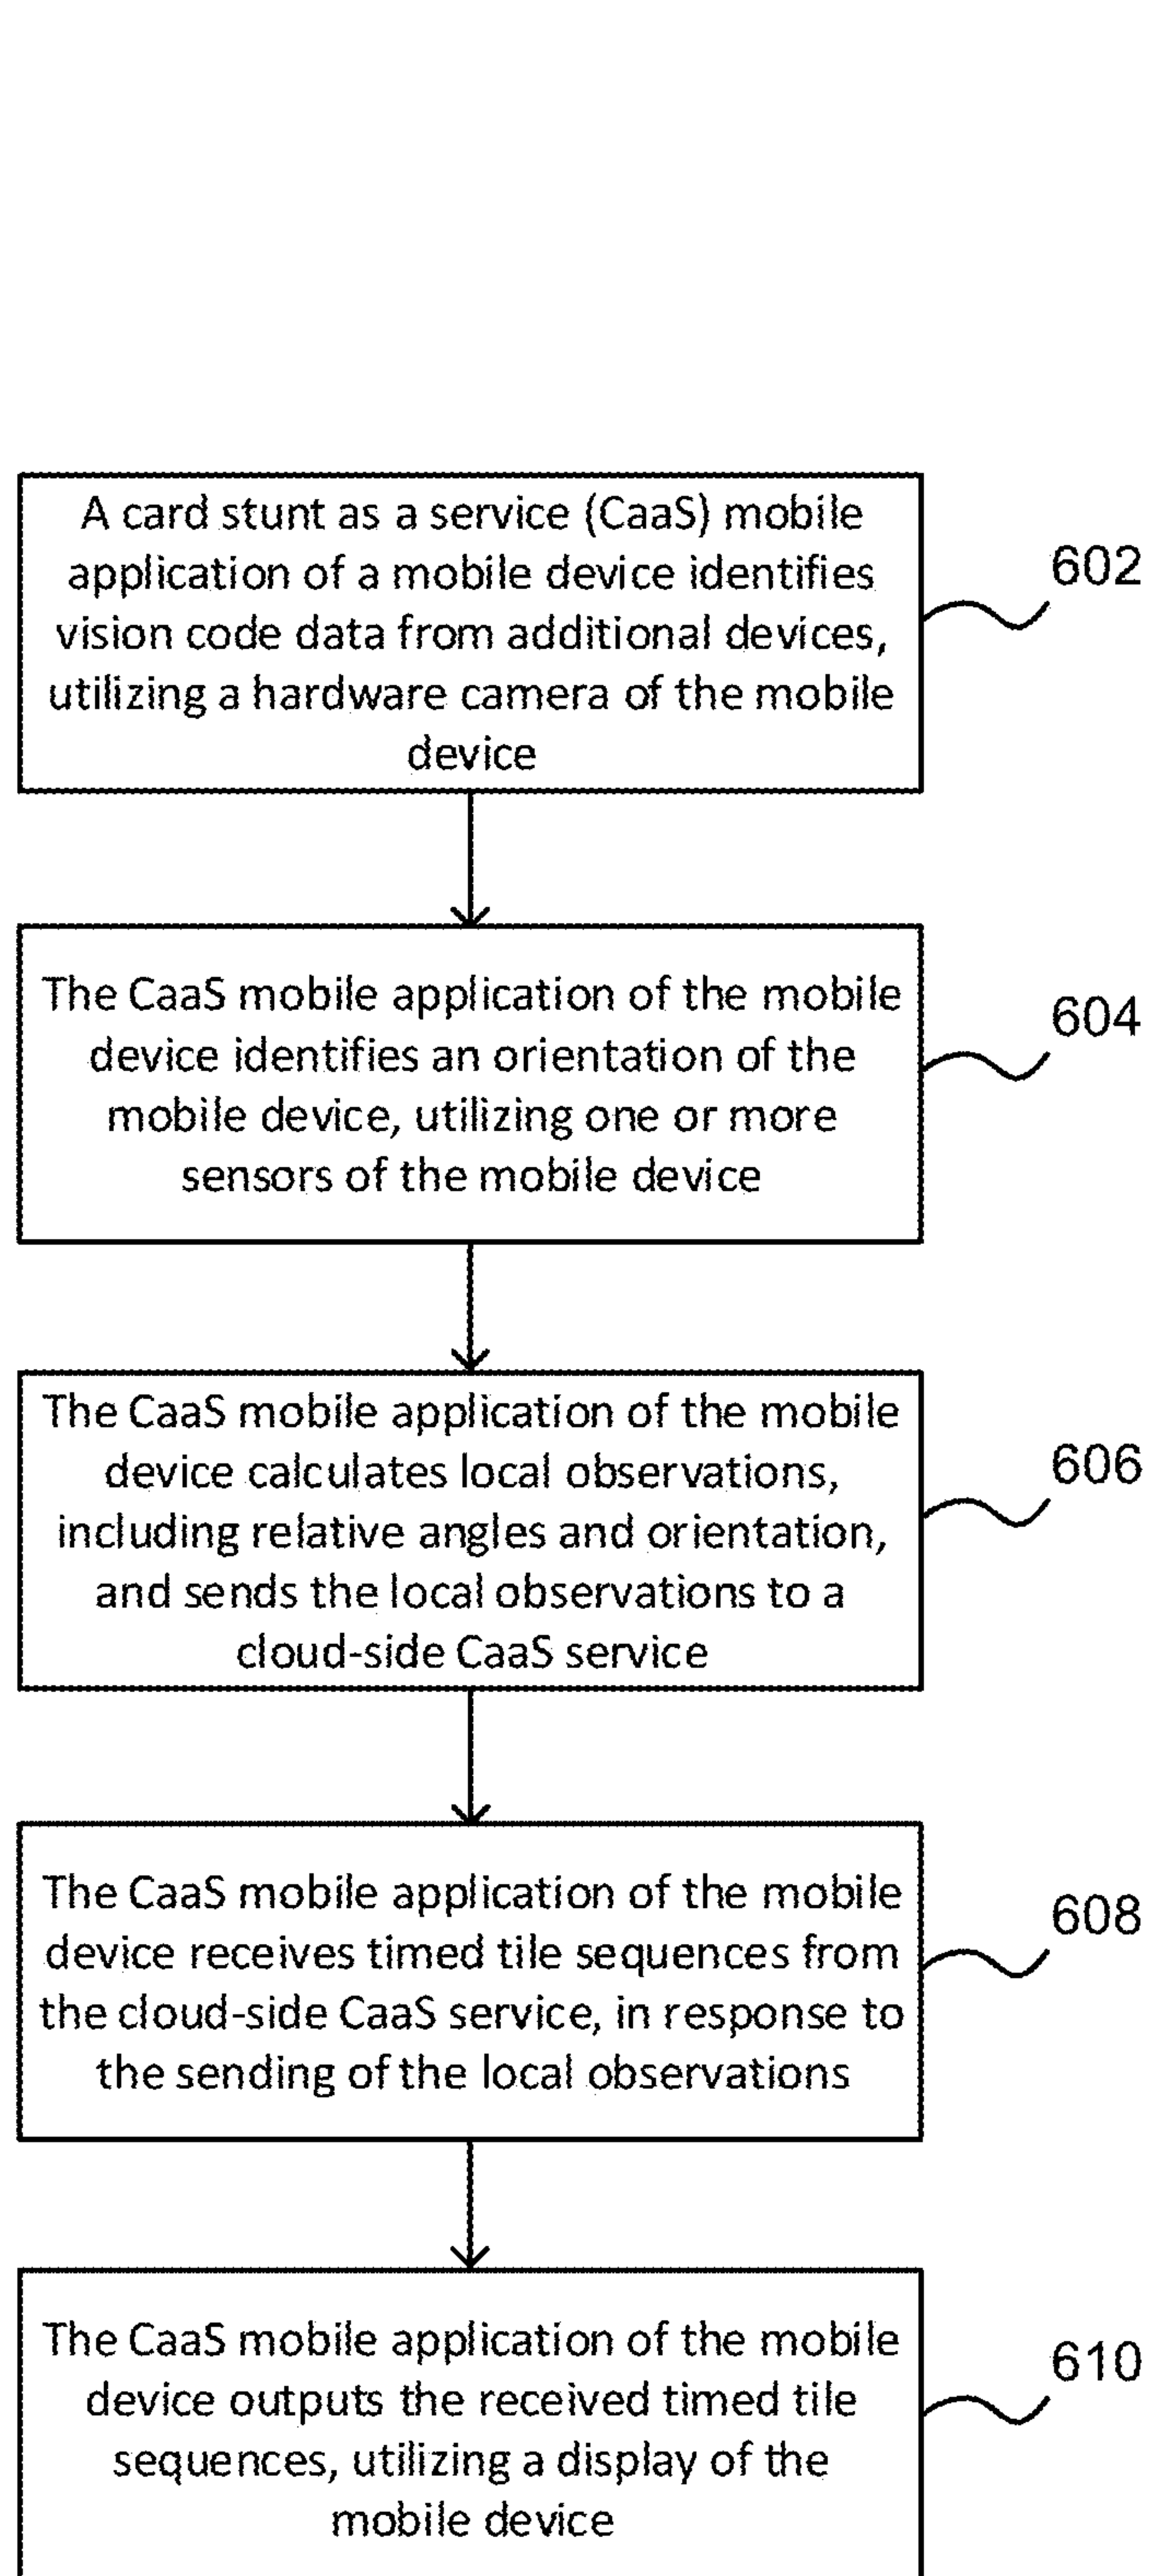 A card stunt as a service (CaaS) mobile
application of a mobile device identifies
vision code data from additional devices,
utilizing a hardware camera of the mobile
device
602
The CaaS mobile application of the mobile
device identifies an orientation of the
mobile device, utilizing one or more
sensors of the mobile device
604
The CaaS mobile application of the mobile
device calculates local observations,
including relative angles and orientation,
and sends the local observations to a
cloud-side CaaS service
606
The CaaS mobile application of the mobile
device receives timed tile sequences from
the cloud-side CaaS service, in response to
the sending of the local observations
608
The CaaS mobile application of the mobile
device outputs the received timed tile
sequences, utilizing a display of the
mobile device
610